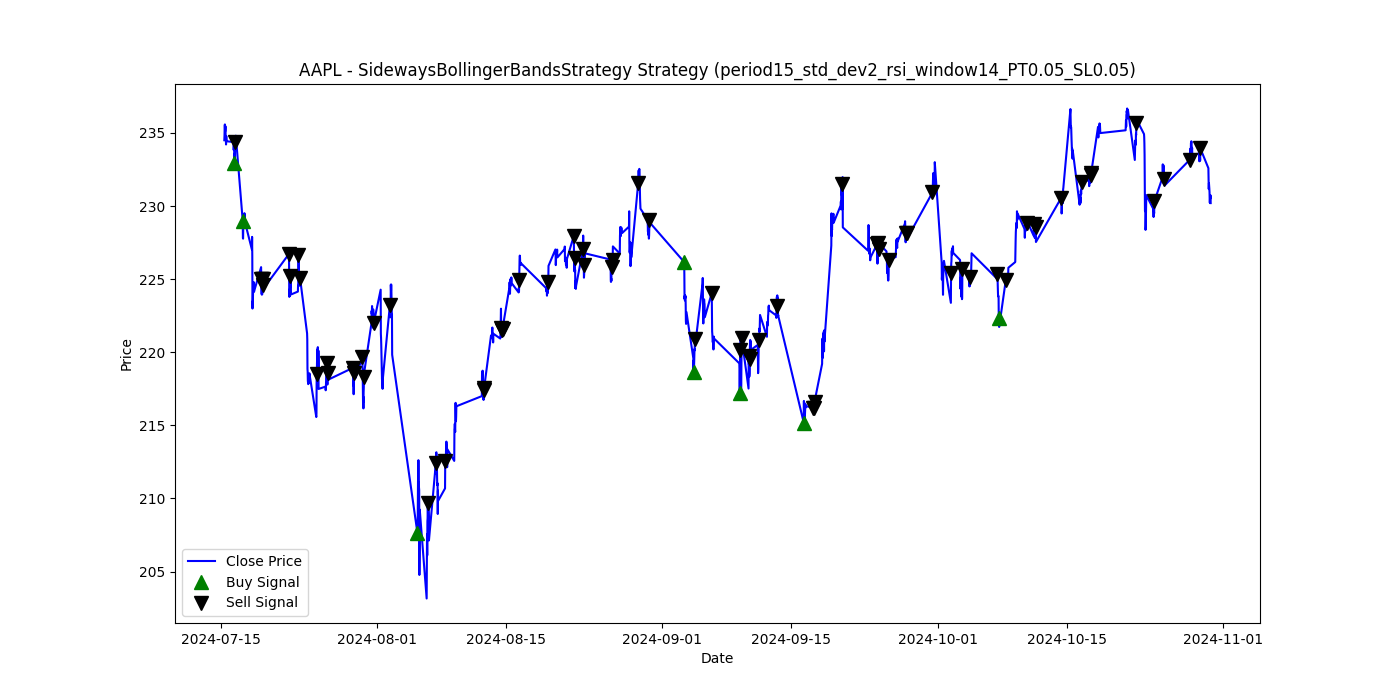 AAPL - SidewaysBollingerBandsStrategy Strategy (period15_std_dev2_rsi_window14_PT0.05_SL0.05)
235
230
225
220
215
210
205
Price
Close Price
Buy Signal
Sell Signal
2024-07-15 2024-08-01 2024-08-15 2024-09-01 2024-09-15 2024-10-01 2024-10-15 2024-11-01
Date